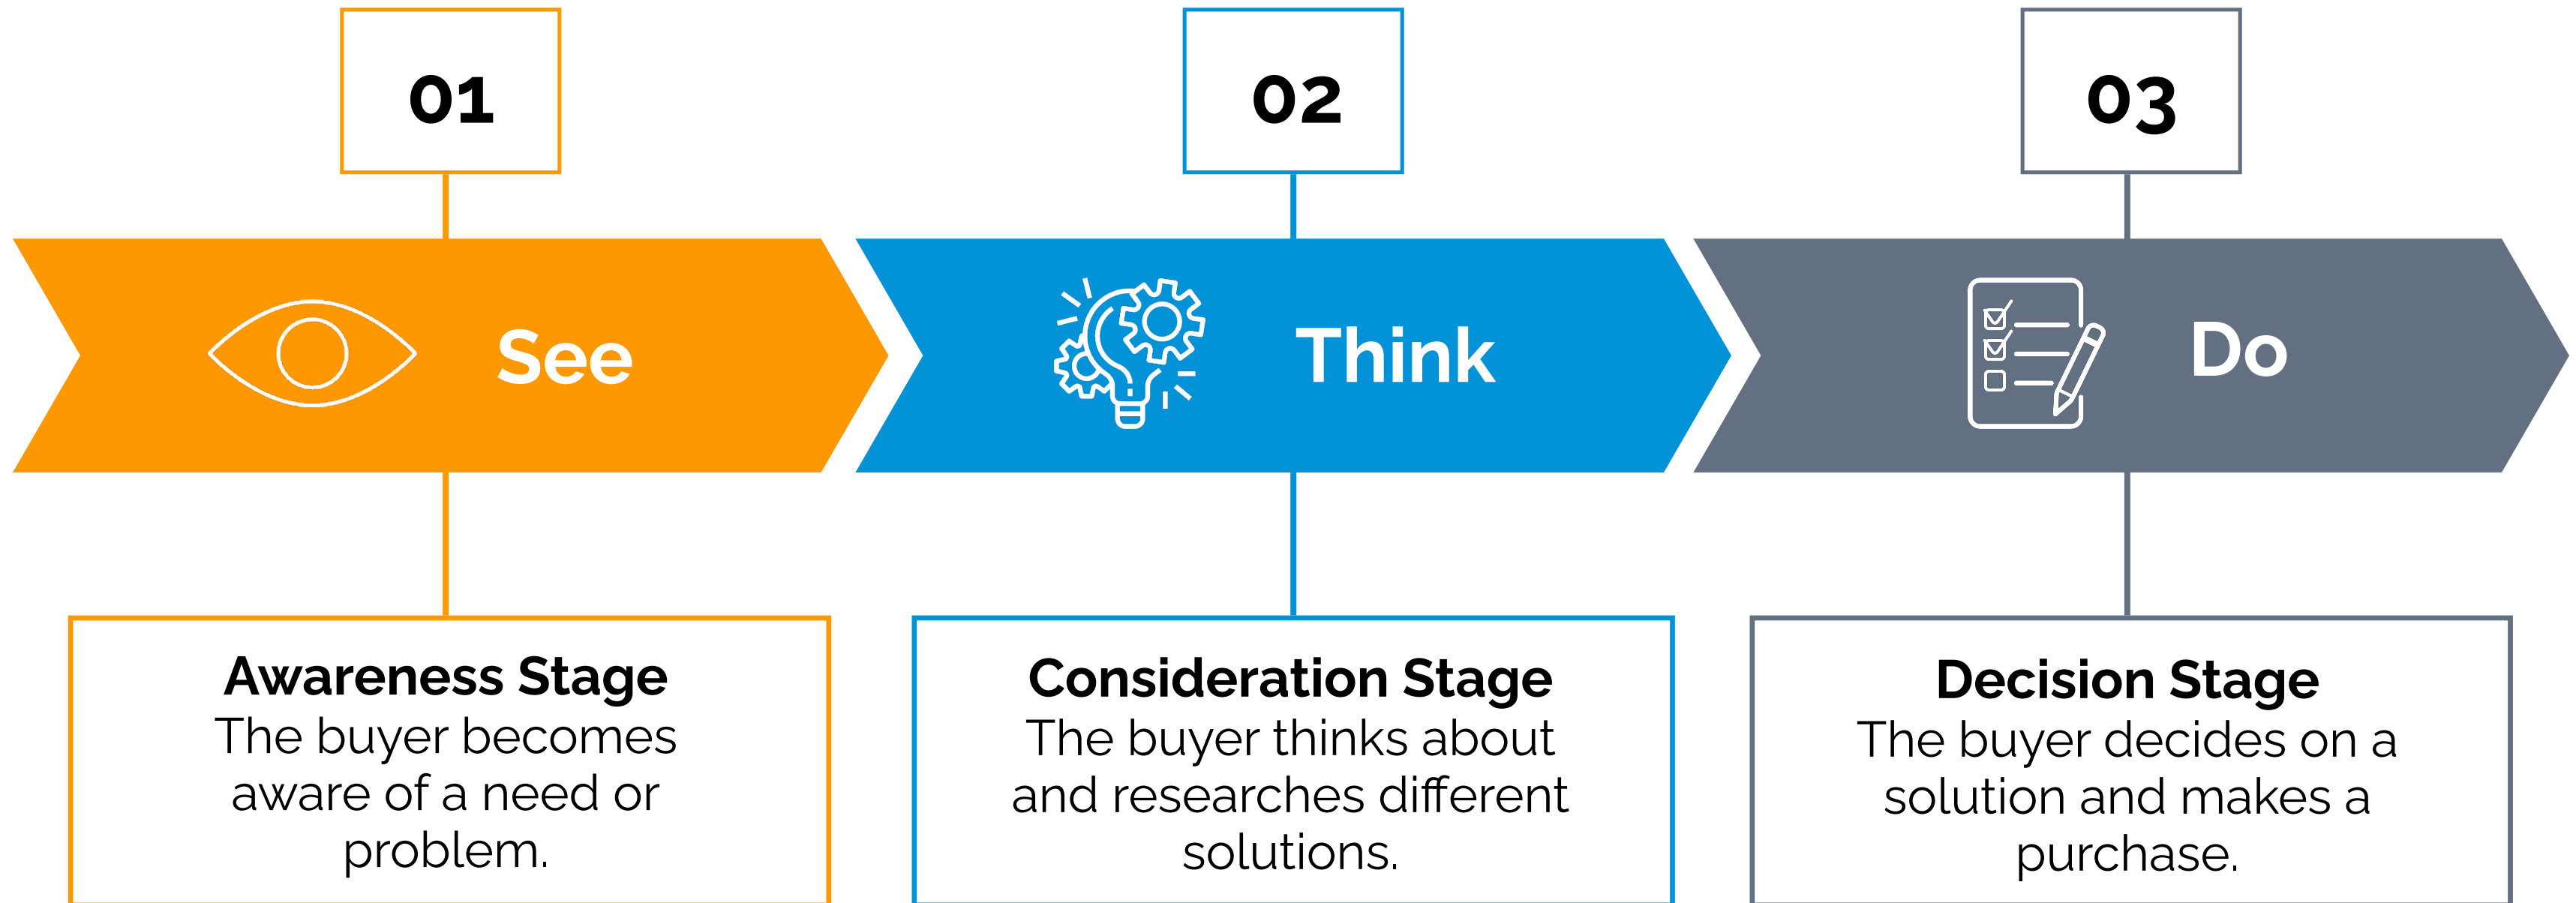 01
02
03
See
Think
Do
Awareness Stage
The buyer becomes
aware of a need or
problem.
Consideration Stage
The buyer thinks about
and researches different
solutions.
Decision Stage
The buyer decides on a
solution and makes a
purchase.